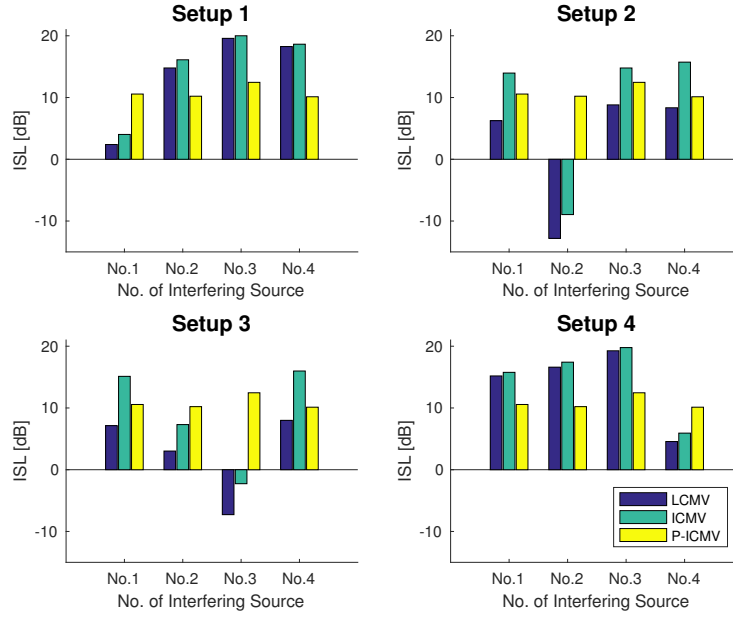 Setup 1
20
10
0
-10
ISL [dB]
No.1 No.2 No.3 No.4
No. of Interfering Source
Setup 2
20
10
0
-10
ISL [dB]
No.1 No.2 No.3 No.4
No. of Interfering Source
Setup 3
20
10
0
-10
ISL [dB]
No.1 No.2 No.3 No.4
No. of Interfering Source
Setup 4
20
10
0
-10
ISL [dB]
LCMV
ICMV
P-ICMV
No.1 No.2 No.3 No.4
No. of Interfering Source